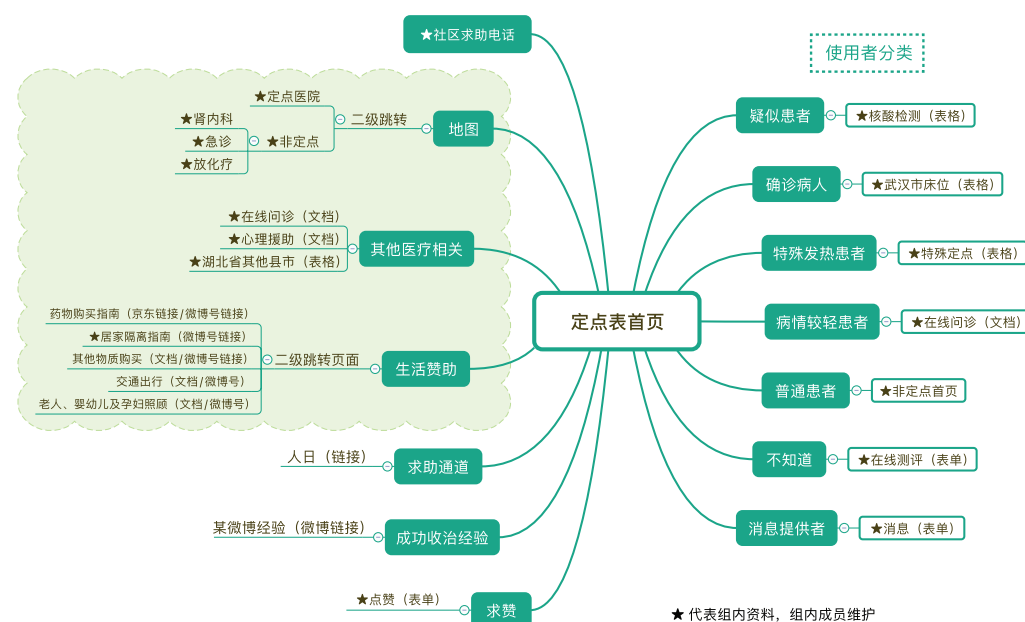 ★社区求助电话
★定点医院
二级跳转
地图
★肾内科
★急诊
★非定点
★放化疗
★在线问诊（文档）
★心理援助（文档）
其他医疗相关
★湖北省其他县市（表格）
药物购买指南（京东链接/微博号链接）
★居家隔离指南（微博号链接）
其他物质购买（文档/微博号链接）
二级跳转页面
生活赞助
交通出行（文档/微博号）
老人、婴幼儿及孕妇照顾（文档/微博号）
人日（链接）
求助通道
某微博经验（微博链接）
成功收治经验
★点赞（表单）
求赞
定点表首页
使用者分类
疑似患者
★核酸检测（表格）
确诊病人
★武汉市床位（表格）
特殊发热患者
★特殊定点（表格）
病情较轻患者
★在线问诊（文档）
普通患者
★非定点首页
不知道
★在线测评（表单）
消息提供者
★消息（表单）
★ 代表组内资料，组内成员维护